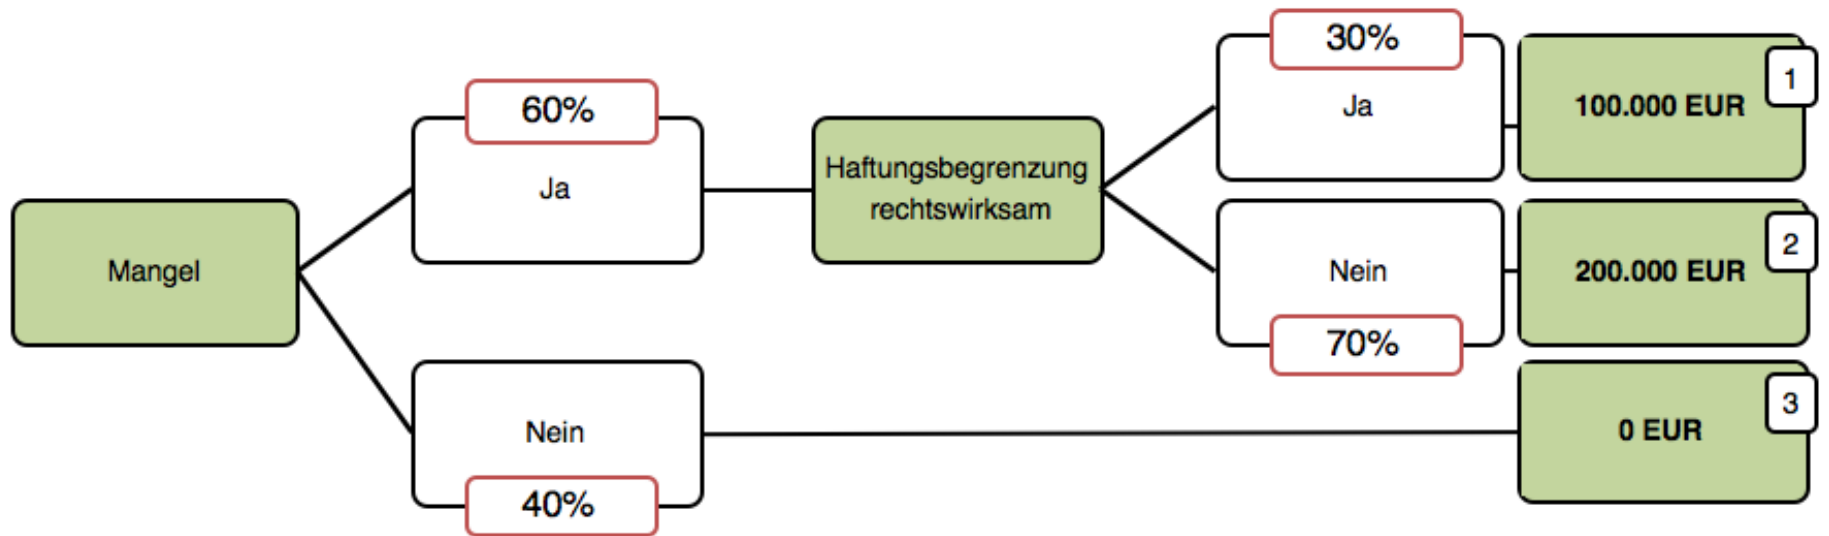 Mangel
60%
Ja
Nein
40%
Haftungsbegrenzung
rechtswirksam
30%
Ja
100.000 EUR
1
Nein
70%
200.000 EUR
2
0 EUR
3